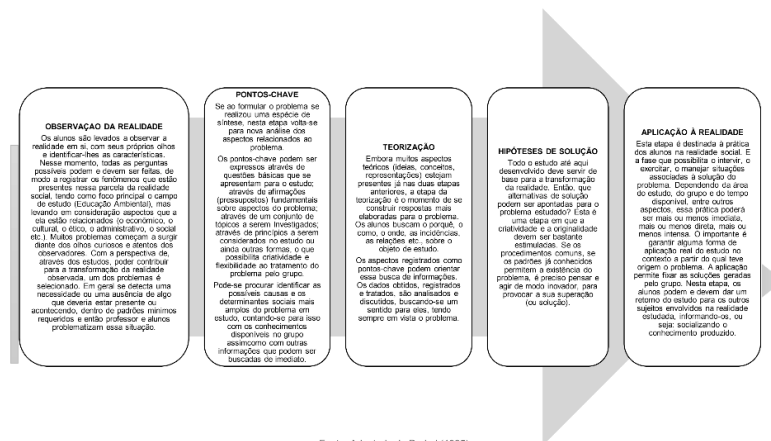 OBSERVAÇÃO DA REALIDADE
Os alunos são levados a observar a
realidade em si, com seus próprios olhos
e identificar-lhes as características.
Nesse momento, todas as perguntas
possíveis podem e devem ser feitas, de
modo a registrar os fenômenos que estão
presentes nessa parcela da realidade
social, tendo como foco principal o campo
de estudo (Educação Ambiental), mas
levando em consideração aspectos que a
ela estão relacionados (o econômico, o
cultural, o ético, o administrativo, o social
etc.). Muitos problemas começam a surgir
diante dos olhos curiosos e atentos dos
observadores. Com a perspectiva de,
através dos estudos, poder contribuir
para a transformação da realidade
observada, um dos problemas é
selecionado. Em geral se detecta uma
necessidade ou uma ausência de algo
que deveria estar presente ou
acontecendo, dentro de padrões mínimos
requeridos e então professor e alunos
problematizam essa situação.
PONTOS-CHAVE
Se ao formular o problema se
realizou uma espécie de
síntese, nesta etapa volta-se
para nova análise dos
aspectos relacionados ao
problema.
Os pontos-chave podem ser
expressos através de
questões básicas que se
apresentam para o estudo;
através de afirmações
(pressupostos) fundamentais
sobre aspectos do problema;
através de um conjunto de
tópicos a serem investigados;
através de princípios a serem
considerados no estudo ou
ainda outras formas, o que
possibilita criatividade e
flexibilidade ao tratamento do
problema pelo grupo.
Pode-se procurar identificar as
possíveis causas e os
determinantes sociais mais
amplos do problema em
estudo, contando-so para isso
com os conhecimentos
disponíveis no grupo
assimcomo com outras
informações que podem ser
buscadas de imediato.
TEORIZAÇÃO
Embora muitos aspectos
teóricos (ideias, conceitos,
representações) estejam
presentes já nas duas etapas
anteriores, a etapa da
teorização é o momento de se
construir respostas mais
elaboradas para o problema.
Os alunos buscam o porquê, o
como, o onde, as incidências,
as relações etc., sobre o
objeto de estudo.
Os aspectos registrados como
pontos-chave podem orientar
essa busca de informações.
Os dados obtidos, registrados
e tratados, são analisados e
discutidos, buscando-se um
sentido para eles, tendo
sempre em vista o problema.
HIPÓTESES DE SOLUÇÃO
Todo o estudo até aqui
desenvolvido deve servir de
base para a transformação
da realidade. Então, que
alternativas de solução
podem ser apontadas para o
problema estudado? Esta é
uma etapa em que a
criatividade e a originalidade
devem ser bastante
estimuladas. Se os
procedimentos comuns, se
os padrões já conhecidos,
permitem a existência do
problema, é preciso pensar e
agir de modo inovador, para
provocar a sua superação
(ou solução).
APLICAÇÃO À REALIDADE
Esta etapa é destinada à prática
dos alunos na realidade social. E
a fase que possibilita o intervir, o
exercitar, o manejar situações
associadas à solução do
problema. Dependendo da área
do estudo, do grupo e do tempo
disponível, entre outros
aspectos, essa prática poderá
ser mais ou menos imediata,
mais ou menos direta, mais ou
menos intensa. O importante é
garantir alguma forma de
aplicação real do estudo no
contexto a partir do qual teve
origem o problema. A aplicação
permite fixar as soluções geradas
pelo grupo. Nesta etapa, os
alunos podem e devem dar um
retorno do estudo para os outros
sujeitos envolvidos na realidade
estudada, informando-os, ou
seja: socializando o
conhecimento produzido.